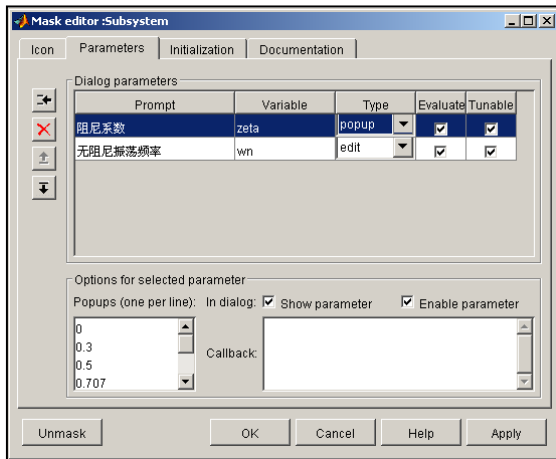 Mask editor :Subsystem
Icon Parameters Initialization Documentation
Dialog parameters
Prompt Variable Type Evaluate Tunable
阻尼系数 zeta popup
无阻尼振荡频率 wn edit
Options for selected parameter
Popups (one per line): In dialog: Show parameter Enable parameter
0
0.3
0.5
0.707
Callback:
Unmask OK Cancel Help Apply